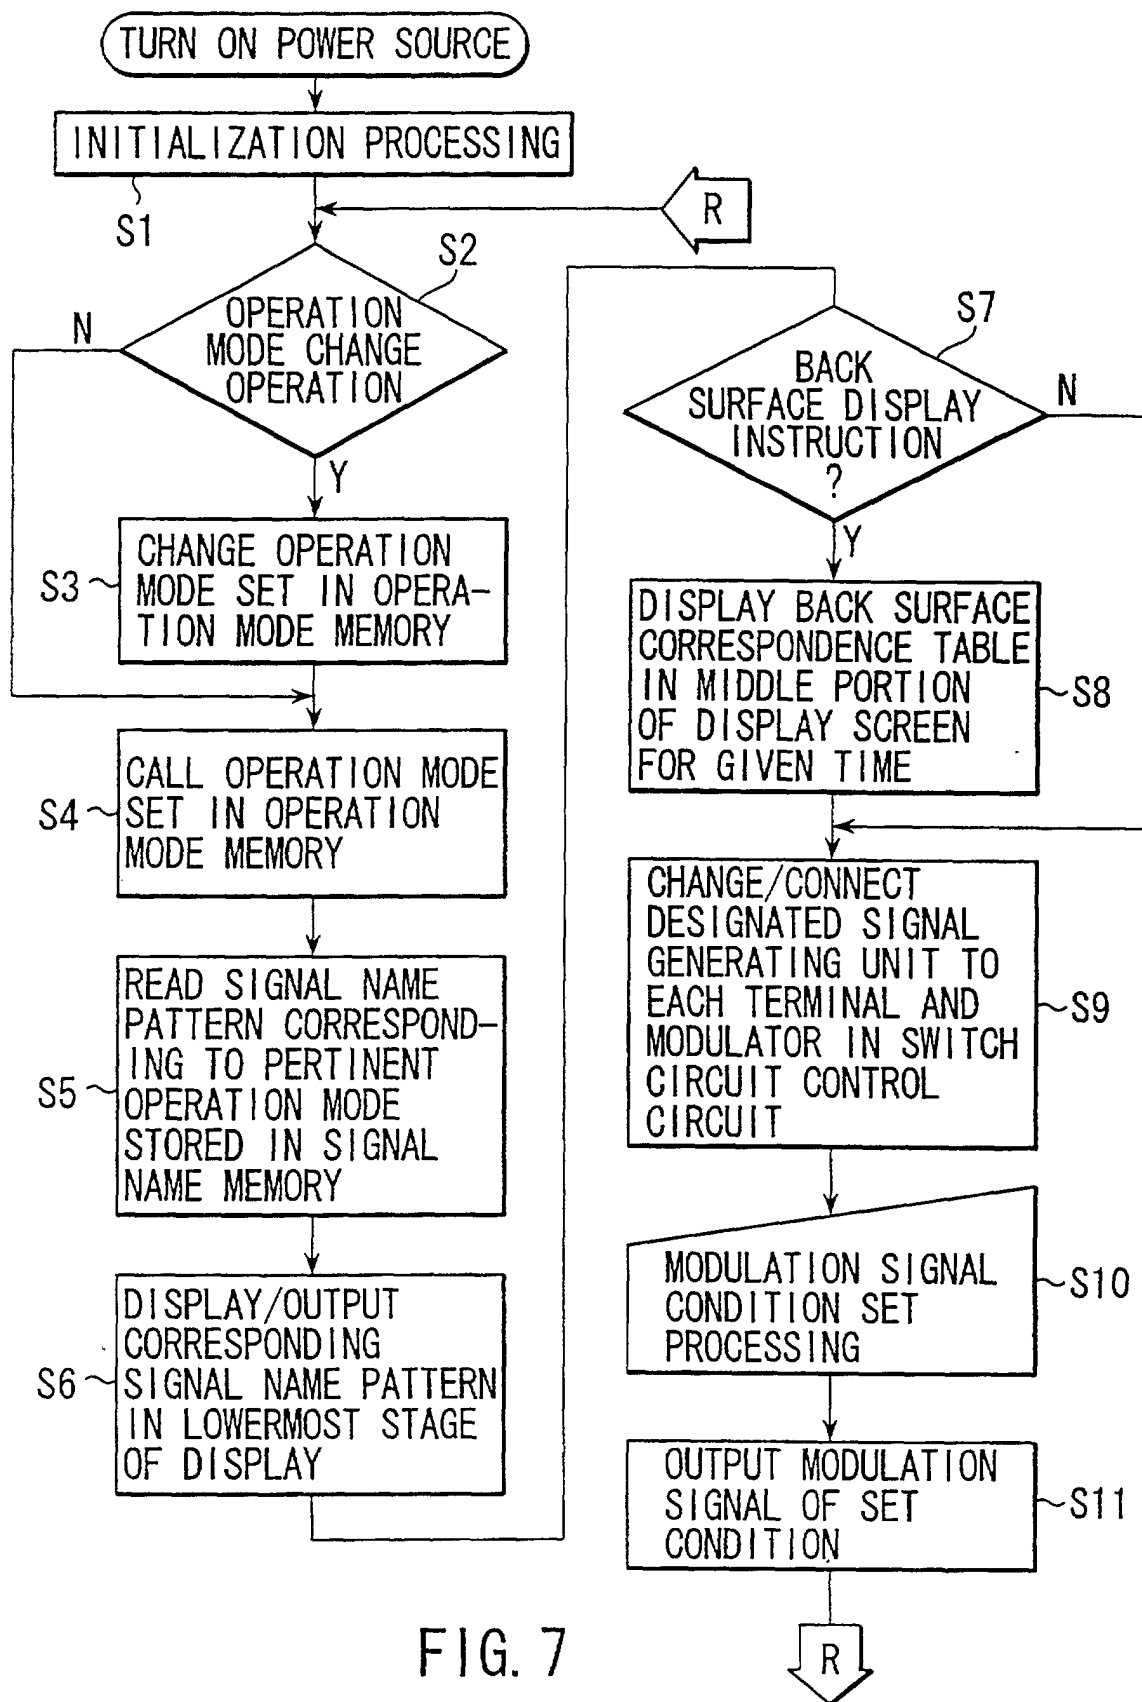 TURN ON POWER SOURCE
INITIALIZATION PROCESSING
S1
R
S2
N
OPERATION
MODE CHANGE
OPERATION
Y
S3
CHANGE OPERATION
MODE SET IN OPERA-
TION MODE MEMORY
S4
CALL OPERATION MODE
SET IN OPERATION
MODE MEMORY
S5
READ SIGNAL NAME
PATTERN CORRESPOND-
ING TO PERTINENT
OPERATION MODE
STORED IN SIGNAL
NAME MEMORY
S6
DISPLAY/OUTPUT
CORRESPONDING
SIGNAL NAME PATTERN
IN LOWERMOST STAGE
OF DISPLAY
S7
BACK
SURFACE DISPLAY
INSTRUCTION
?
N
Y
DISPLAY BACK SURFACE
CORRESPONDENCE TABLE
IN MIDDLE PORTION
OF DISPLAY SCREEN
FOR GIVEN TIME
S8
CHANGE/CONNECT
DESIGNATED SIGNAL
GENERATING UNIT TO
EACH TERMINAL AND
MODULATOR IN SWITCH
CIRCUIT CONTROL
CIRCUIT
S9
MODULATION SIGNAL
CONDITION SET
PROCESSING
S10
OUTPUT MODULATION
SIGNAL OF SET
CONDITION
S11
R
FIG. 7